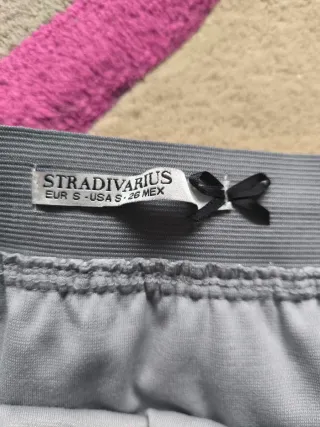 STRADIVARIUS
EUR S - USA S - 26 MEX